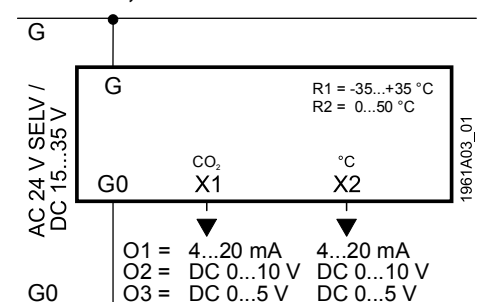 G
AC 24 V SELV /
DC 15...35 V
G
R1 = -35...+35 °C
R2 = 0...50 °C
CO₂
°C
G0
X1
X2
1961A03_01
O1 = 4...20 mA 4...20 mA
O2 = DC 0...10 V DC 0...10 V
G0
O3 = DC 0...5 V DC 0...5 V